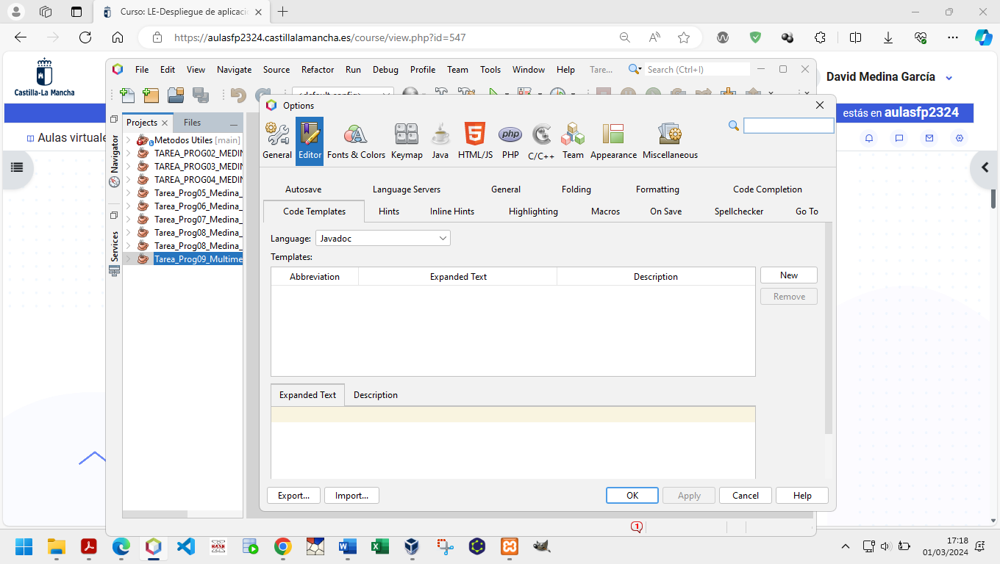 Curso: LE-Despliegue de aplicaci
https://aulasfp2324.castillalamancha.es/course/view.php?id=547
Castilla-La Mancha
David Medina García
estás en aulasfp2324
Aulas virtuale
File Edit View Navigate Source Refactor Run Debug Profile Team Tools Window Help Tare... Search (Ctrl+I)
Projects Files
Navigator
Services
Metodos Utiles [main]
TAREA_PROG02_MEDIN
TAREA_PROG03_MEDIN
TAREA_PROG04_MEDIN
Tarea_Prog05_Medina_
Tarea_Prog06_Medina_
Tarea_Prog07_Medina_
Tarea_Prog08_Medina_
Tarea_Prog08_Medina_
Tarea_Prog09_Multime
Options
General Editor Fonts & Colors Keymap Java HTML/JS PHP C/C++ Team Appearance Miscellaneous
Autosave Language Servers General Folding Formatting Code Completion
Code Templates Hints Inline Hints Highlighting Macros On Save Spellchecker Go To
Language: Javadoc
Templates:
Abbreviation Expanded Text Description
New
Remove
Expanded Text Description
Export... Import... OK Apply Cancel Help
1
17:18
01/03/2024